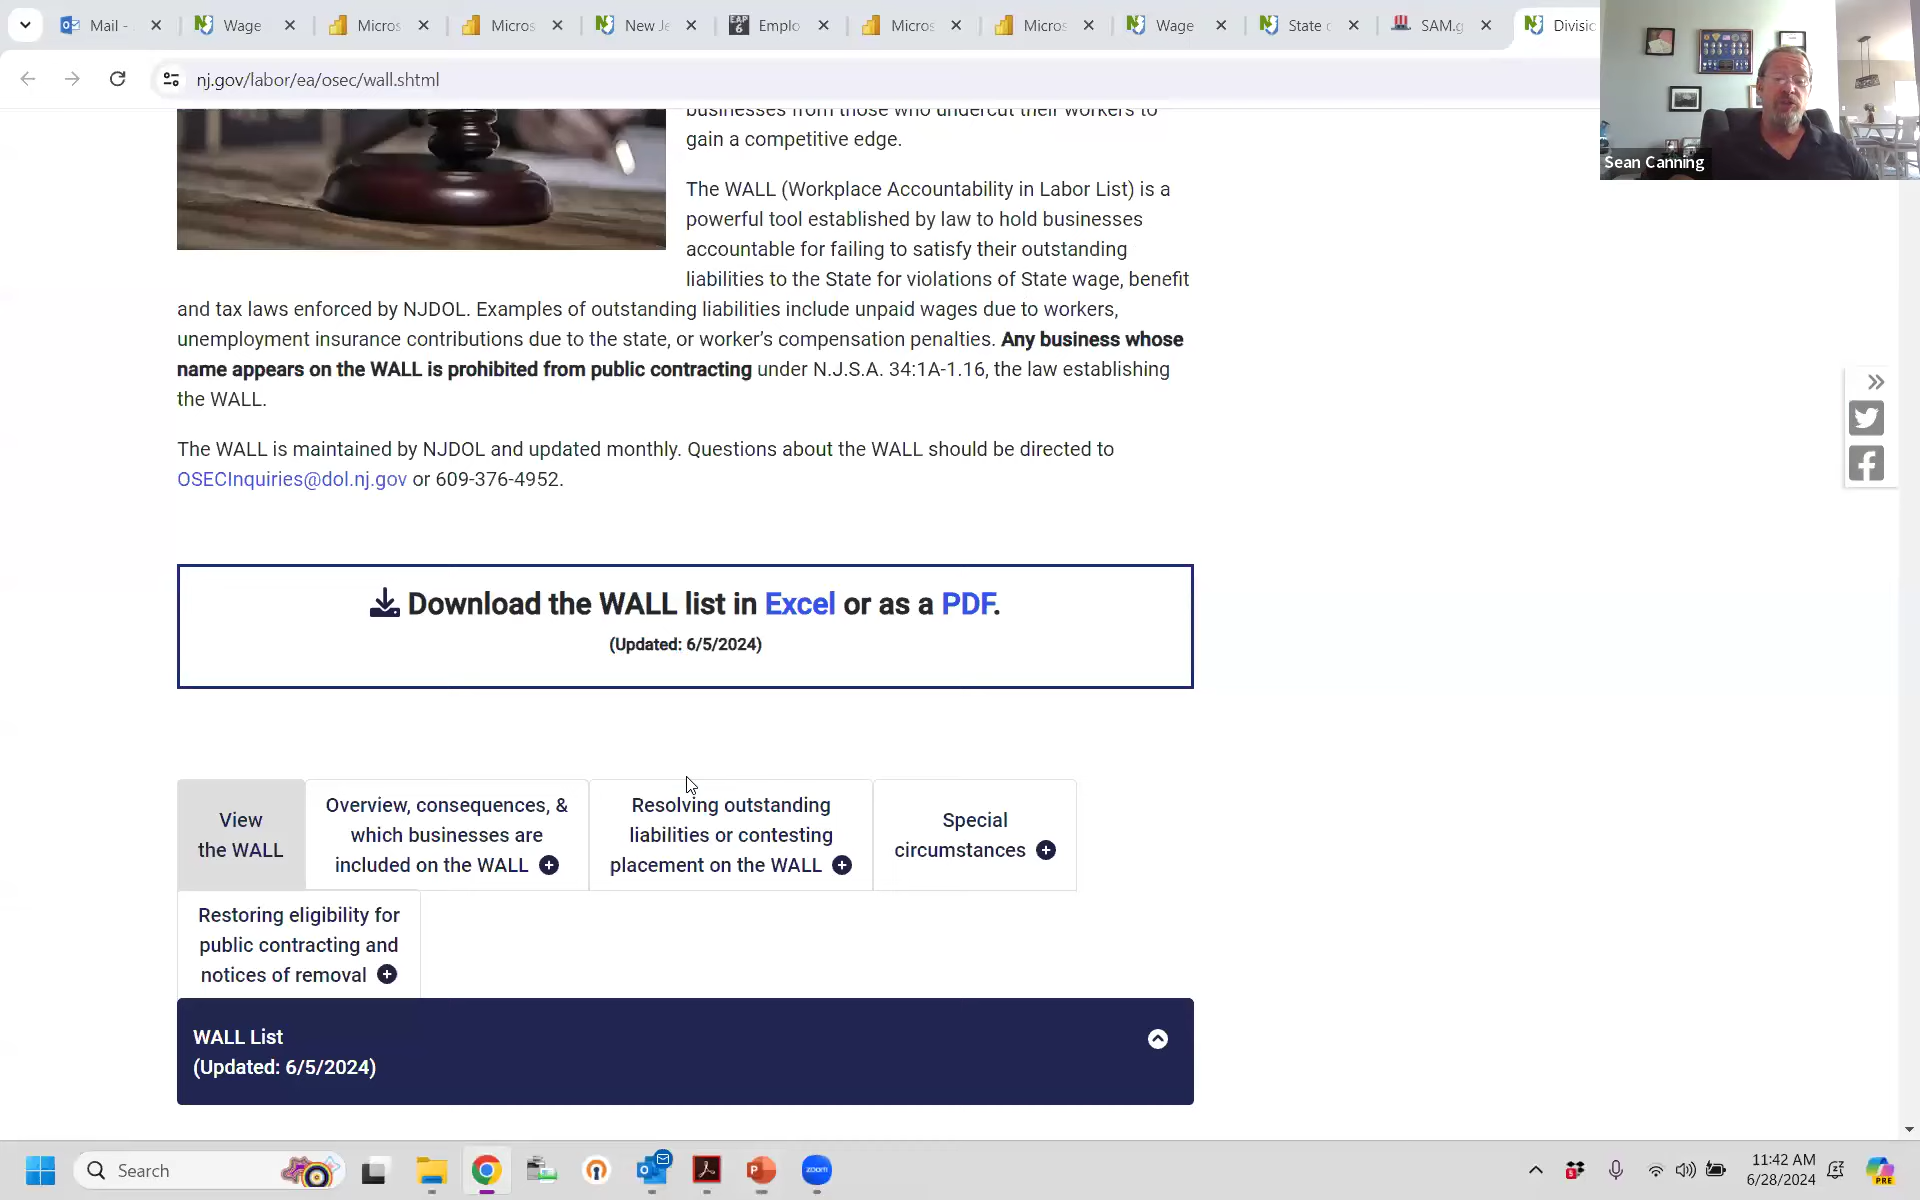 Mail -
Wage
Micros
Micros
New Je
Emplo
Micros
Micros
Wage
State o
SAM.g
Divisio
nj.gov/labor/ea/osec/wall.shtml
Sean Canning
businesses from those who undercut their workers to
gain a competitive edge.
The WALL (Workplace Accountability in Labor List) is a
powerful tool established by law to hold businesses
accountable for failing to satisfy their outstanding
liabilities to the State for violations of State wage, benefit
and tax laws enforced by NJDOL. Examples of outstanding liabilities include unpaid wages due to workers,
unemployment insurance contributions due to the state, or worker's compensation penalties. Any business whose
name appears on the WALL is prohibited from public contracting under N.J.S.A. 34:1A-1.16, the law establishing
the WALL.
The WALL is maintained by NJDOL and updated monthly. Questions about the WALL should be directed to
OSECInquiries@dol.nj.gov or 609-376-4952.
Download the WALL list in Excel or as a PDF.
(Updated: 6/5/2024)
View
the WALL
Overview, consequences, &
which businesses are
included on the WALL
Resolving outstanding
liabilities or contesting
placement on the WALL
Special
circumstances
Restoring eligibility for
public contracting and
notices of removal
WALL List
(Updated: 6/5/2024)
Search
zoom
11:42 AM
6/28/2024
PRE